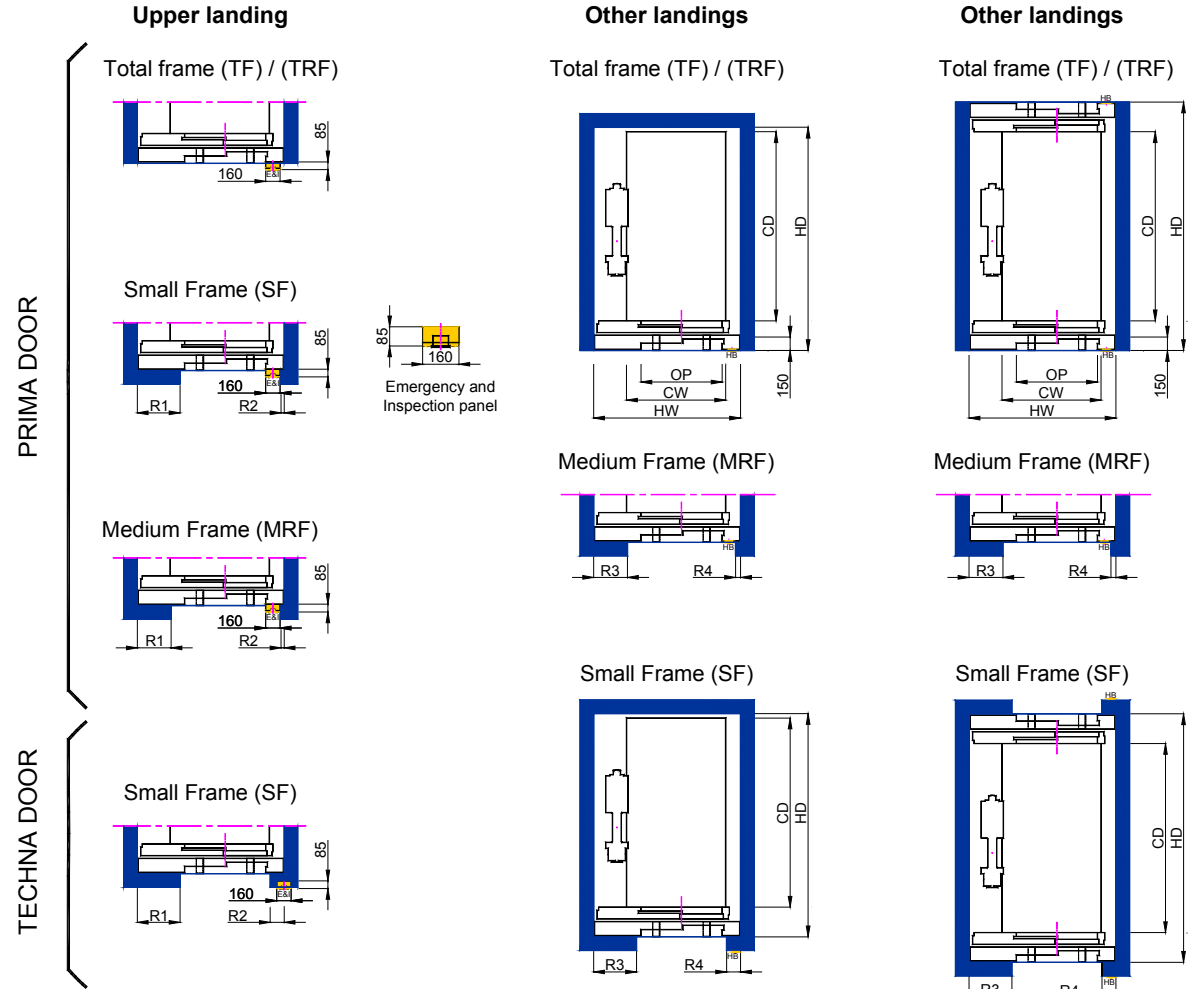 Upper landing
Other landings
Other landings
PRIMA DOOR
Total frame (TF) / (TRF)
85
160
E&I
Small Frame (SF)
85
160
E&I
R1
R2
85
160
Emergency and
Inspection panel
Medium Frame (MRF)
85
160
E&I
R1
R2
Total frame (TF) / (TRF)
CD
HD
HB
OP
CW
HW
150
Medium Frame (MRF)
HB
R3
R4
Small Frame (SF)
CD
HD
HB
R3
R4
Total frame (TF) / (TRF)
HB
CD
HD
HB
OP
CW
HW
150
Medium Frame (MRF)
HB
R3
R4
Small Frame (SF)
HB
CD
HD
HB
R3
R4
TECHNA DOOR
Small Frame (SF)
85
160
E&I
R1
R2